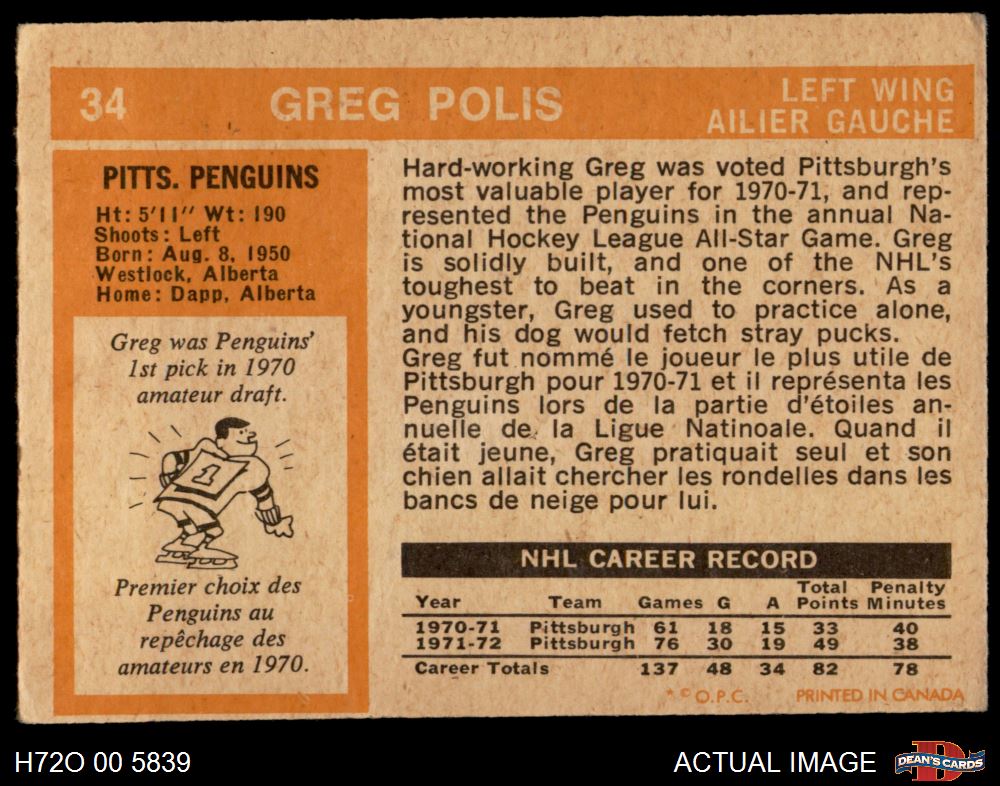 34 GREG POLIS LEFT WING
AILIER GAUCHE
PITTS. PENGUINS
Ht: 5'11" Wt: 190
Shoots: Left
Born: Aug. 8, 1950
Westlock, Alberta
Home: Dapp, Alberta
Greg was Penguins'
1st pick in 1970
amateur draft.
1
Premier choix des
Penguins au
repêchage des
amateurs en 1970.
Hard-working Greg was voted Pittsburgh's
most valuable player for 1970-71, and rep-
resented the Penguins in the annual Na-
tional Hockey League All-Star Game. Greg
is solidly built, and one of the NHL's
toughest to beat in the corners. As a
youngster, Greg used to practice alone,
and his dog would fetch stray pucks.
Greg fut nommé le joueur le plus utile de
Pittsburgh pour 1970-71 et il représenta les
Penguins lors de la partie d'étoiles an-
nuelle de la Ligue Natinoale. Quand il
était jeune, Greg pratiquait seul et son
chien allait chercher les rondelles dans les
bancs de neige pour lui.
NHL CAREER RECORD
Year Team Games G A Total Points Penalty Minutes
1970-71 Pittsburgh 61 18 15 33 40
1971-72 Pittsburgh 76 30 19 49 38
Career Totals 137 48 34 82 78
* © O.P.C. PRINTED IN CANADA
H72O 00 5839
ACTUAL IMAGE
D
DEAN'S CARDS